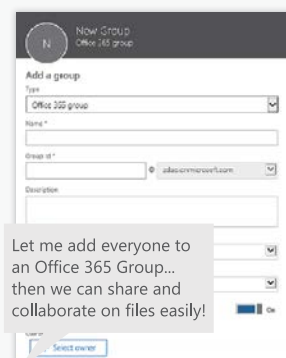 N
New Group
Office 365 group
Add a group
Type
Office 365 group
Name *
Group Id *
@
Description
Let me add everyone to
an Office 365 Group...
then we can share and
collaborate on files easily!
On
Select owner